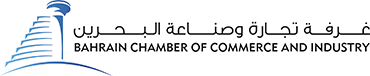 غرفة تجارة وصناعة البحرين
BAHRAIN CHAMBER OF COMMERCE AND INDUSTRY